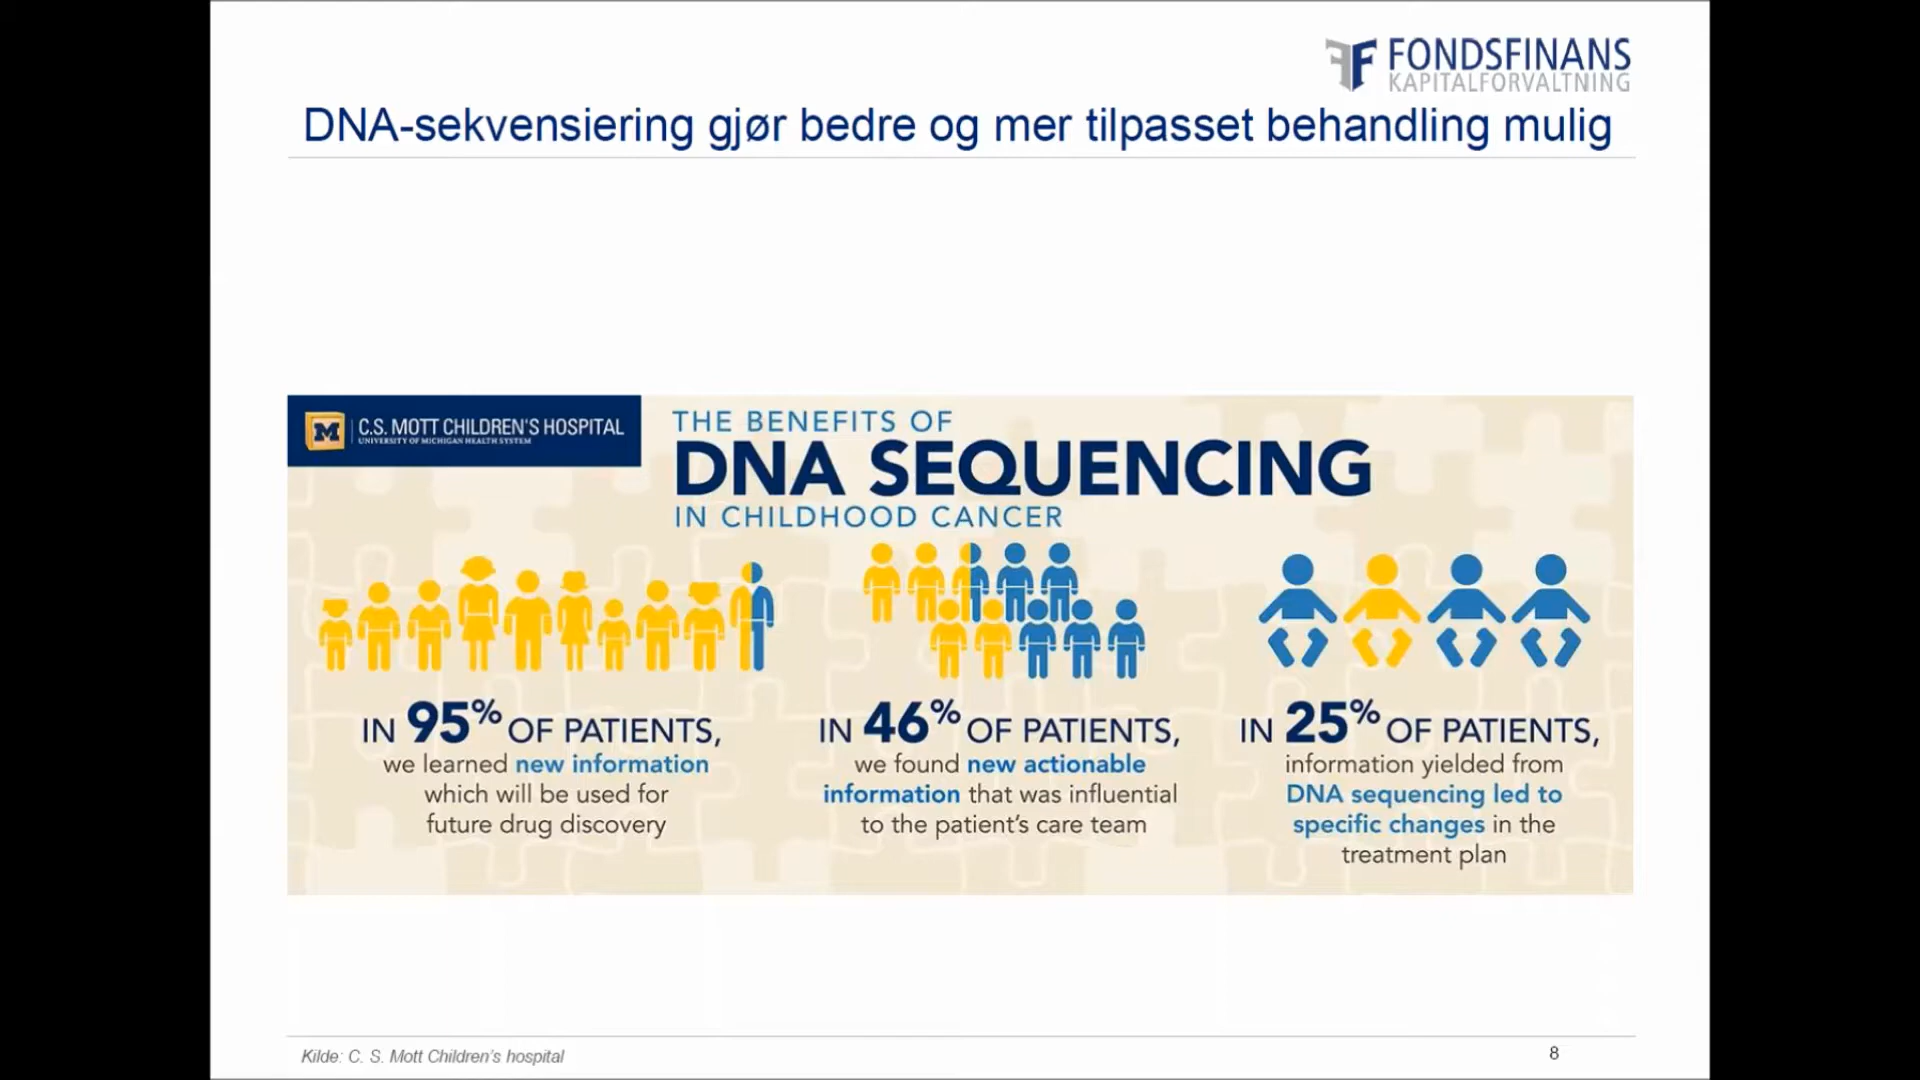 FONDSFINANS
KAPITALFORVALTNING
DNA-sekvensiering gjør bedre og mer tilpasset behandling mulig
M
C.S. MOTT CHILDREN'S HOSPITAL
UNIVERSITY OF MICHIGAN HEALTH SYSTEM
THE BENEFITS OF
DNA SEQUENCING
IN CHILDHOOD CANCER
IN 95% OF PATIENTS,
we learned new information
which will be used for
future drug discovery
IN 46% OF PATIENTS,
we found new actionable
information that was influential
to the patient's care team
IN 25% OF PATIENTS,
information yielded from
DNA sequencing led to
specific changes in the
treatment plan
Kilde: C. S. Mott Children's hospital
8